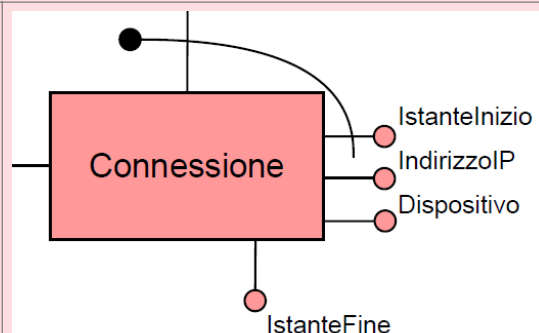 IstanteInizio
Connessione
IndirizzoIP
Dispositivo
IstanteFine